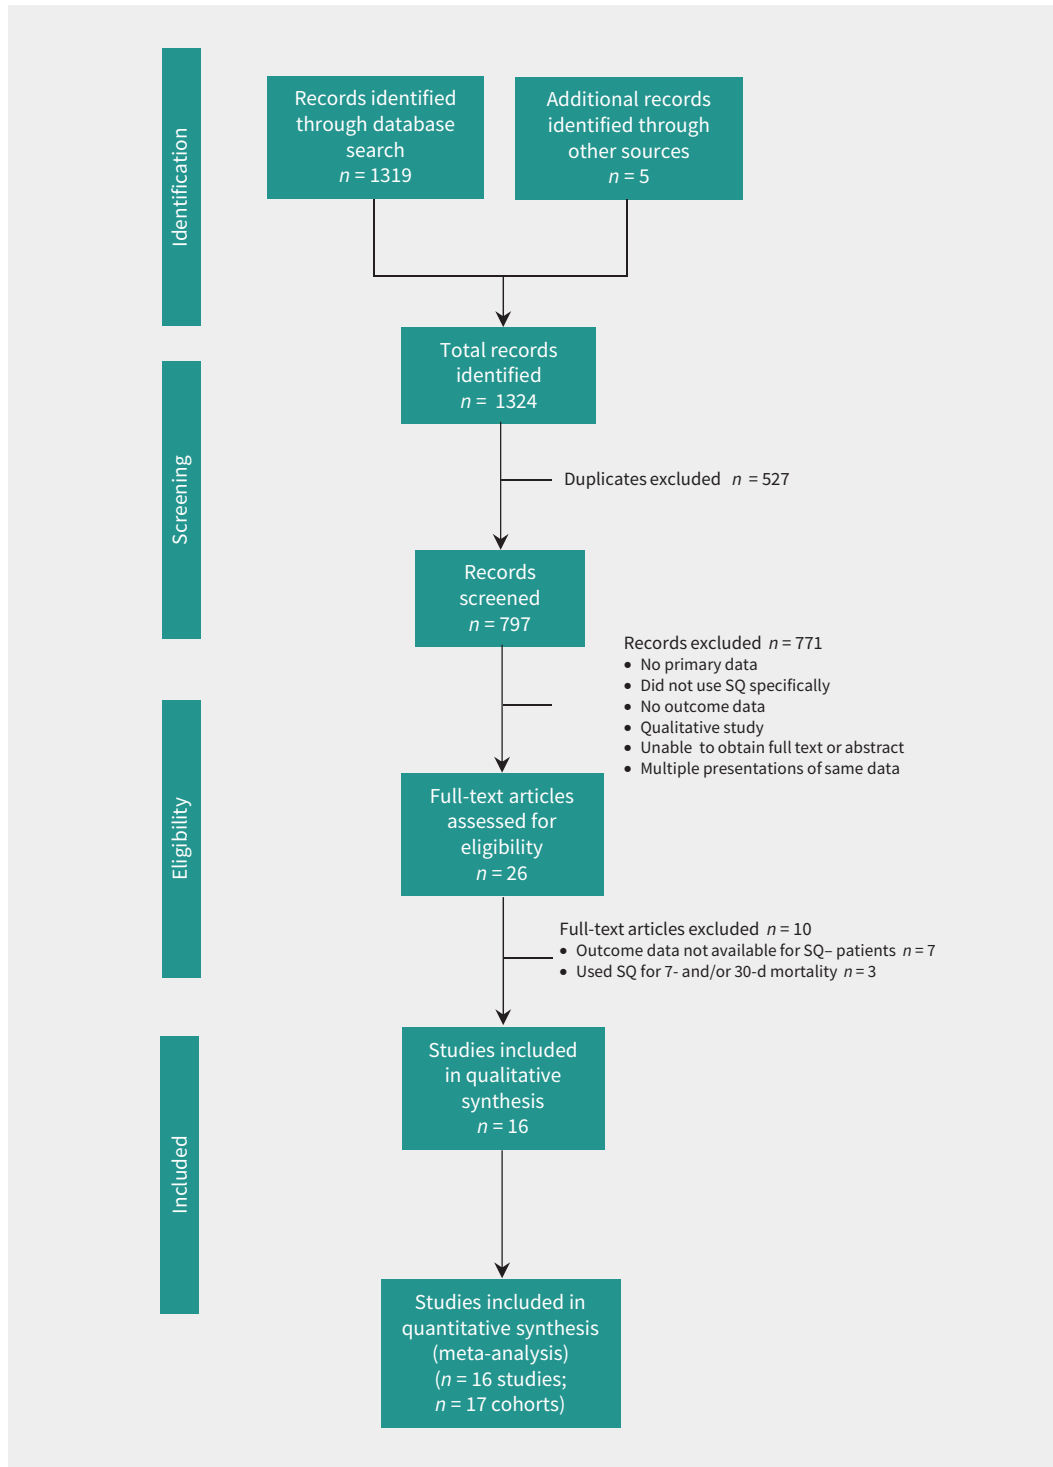 Identification
Records identified
through database
search
n = 1319
Additional records
identified through
other sources
n = 5
Total records
identified
n = 1324
Screening
Duplicates excluded n = 527
Records
screened
n = 797
Records excluded n = 771
• No primary data
• Did not use SQ specifically
• No outcome data
• Qualitative study
• Unable to obtain full text or abstract
• Multiple presentations of same data
Eligibility
Full-text articles
assessed for
eligibility
n = 26
Full-text articles excluded n = 10
• Outcome data not available for SQ– patients n = 7
• Used SQ for 7- and/or 30-d mortality n = 3
Included
Studies included
in qualitative
synthesis
n = 16
Studies included in
quantitative synthesis
(meta-analysis)
(n = 16 studies;
n = 17 cohorts)